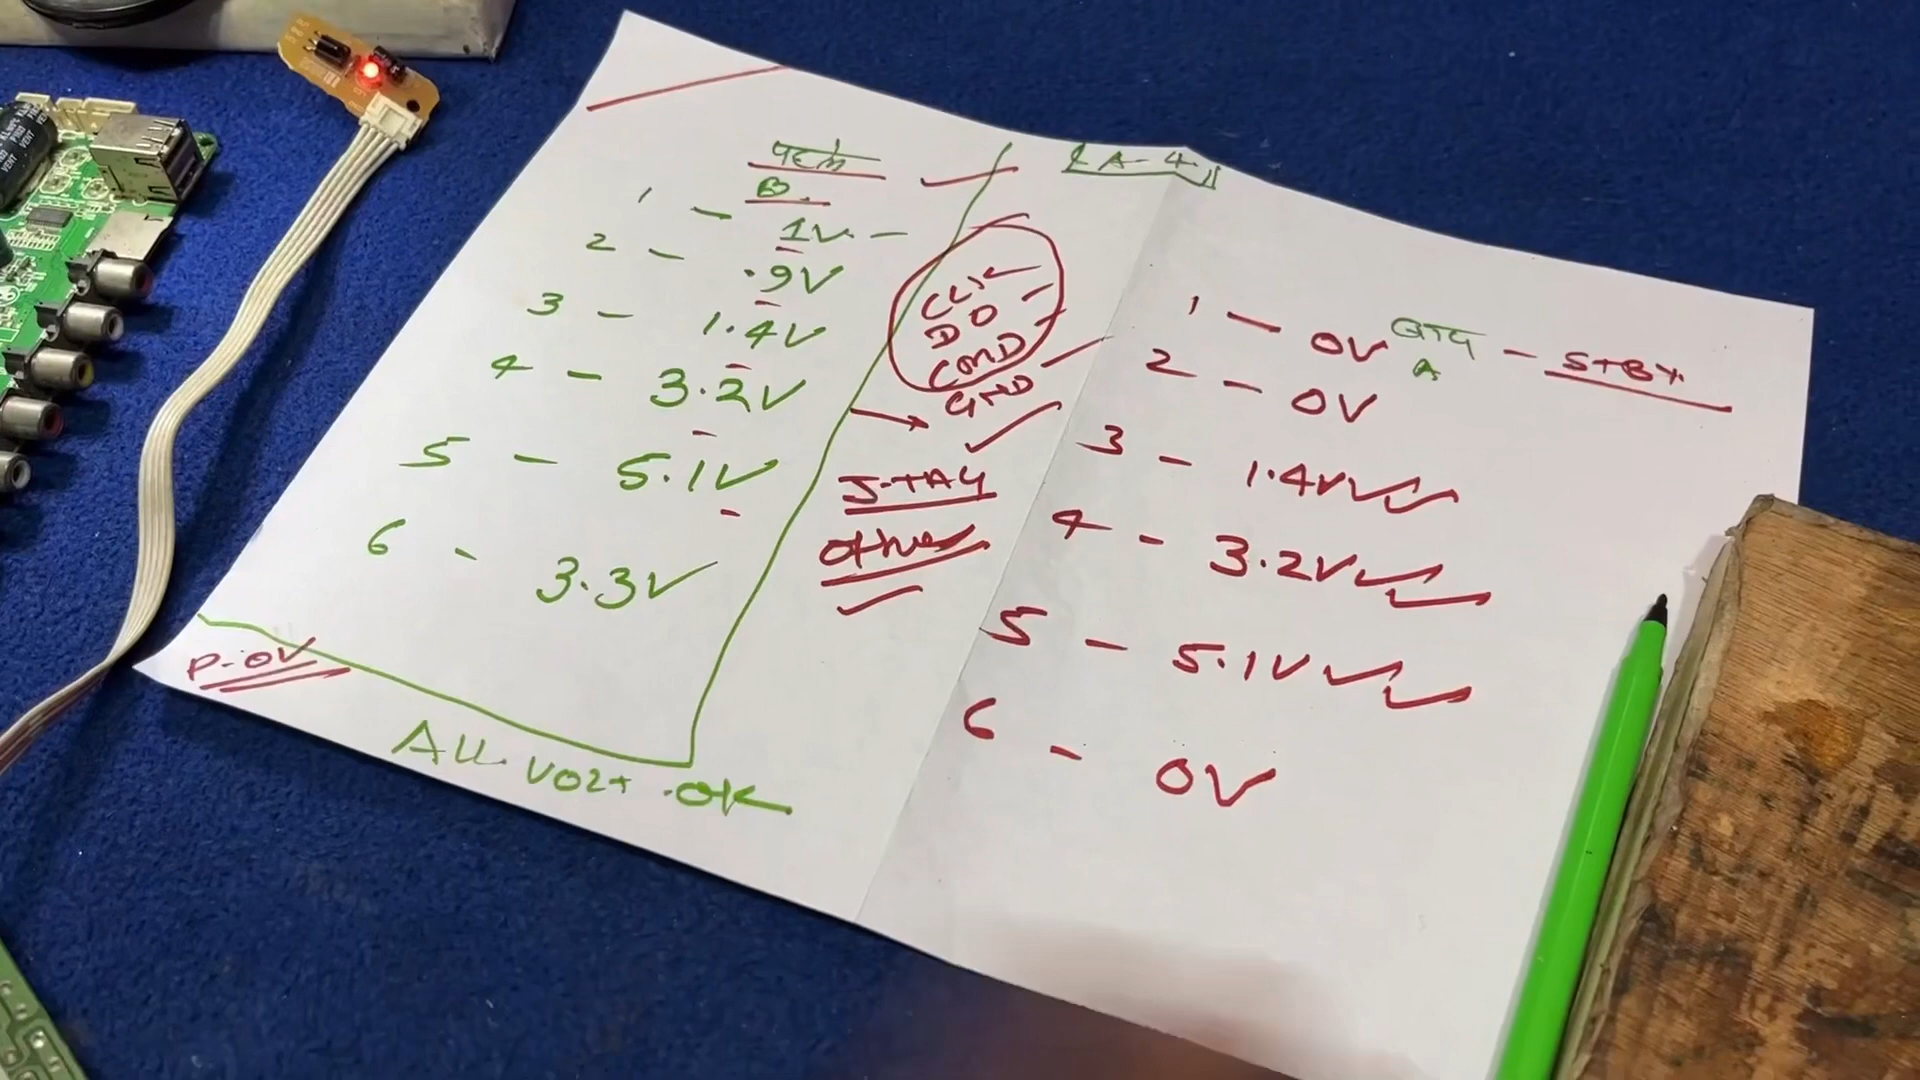 B.
1 - 1V. -
2 - .9V
3 - 1.4V
4 - 3.2V
5 - 5.1V
6 - 3.3V
P-0V
ALL VOLT. OK
CLK
DO
COMD
GND
J-TAG
Other
A-4
1 - 0V - STBY.
A
2 - 0V
3 - 1.4V
4 - 3.2V
5 - 5.1V
6 - 0V